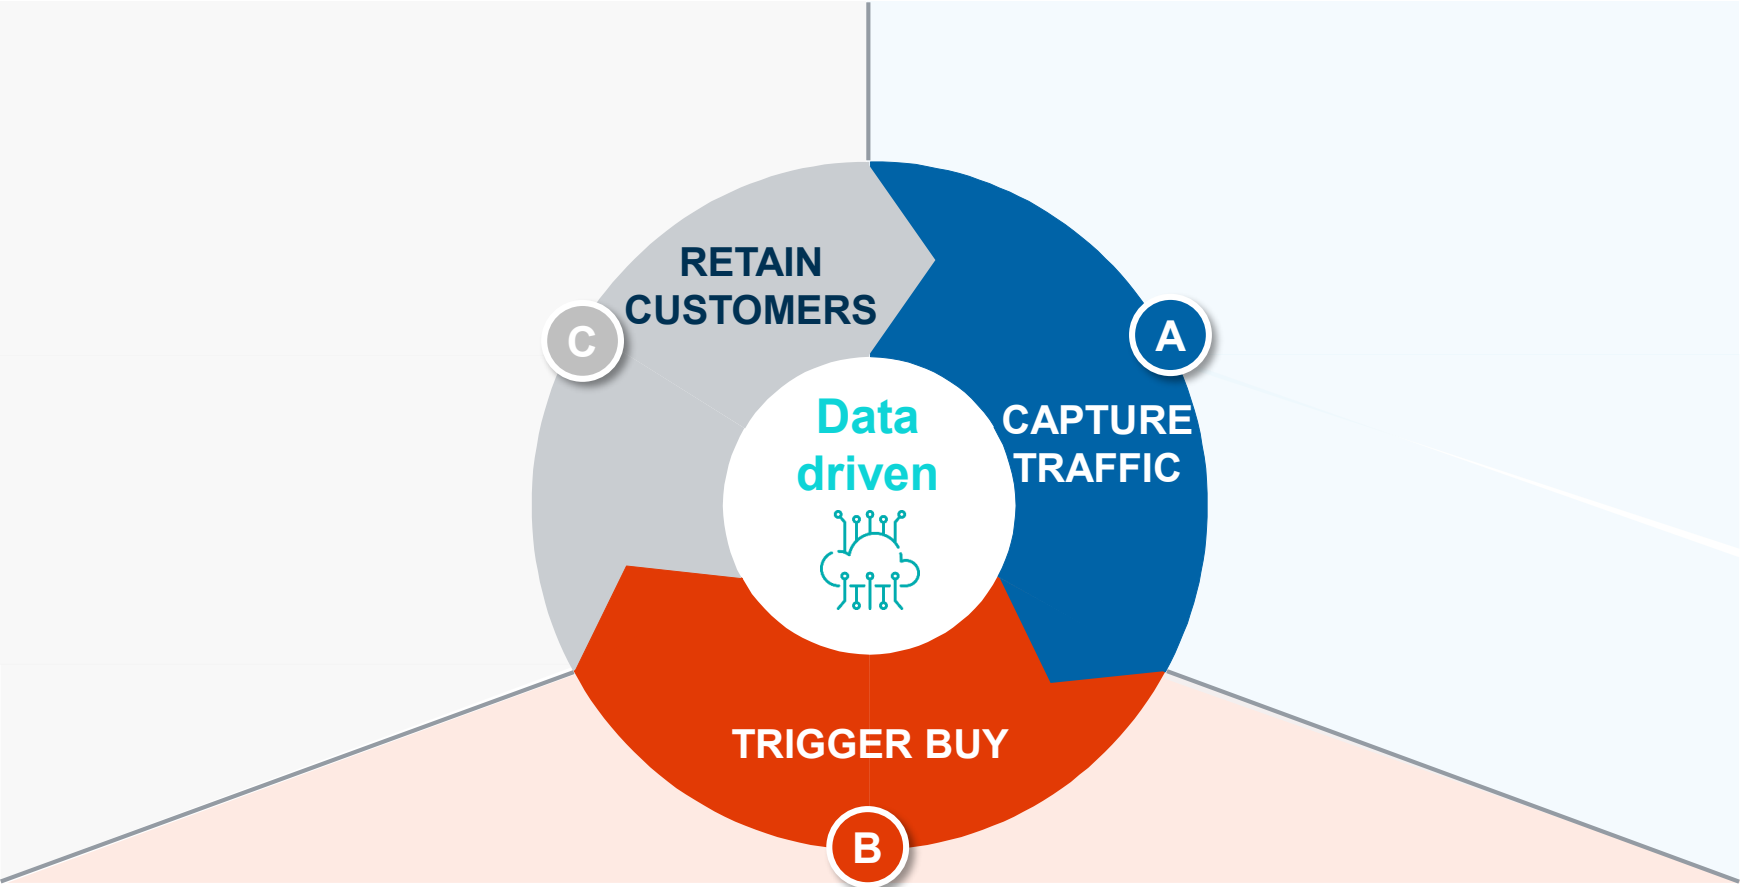 RETAIN
CUSTOMERS
C
A
Data
driven
CAPTURE
TRAFFIC
TRIGGER BUY
B